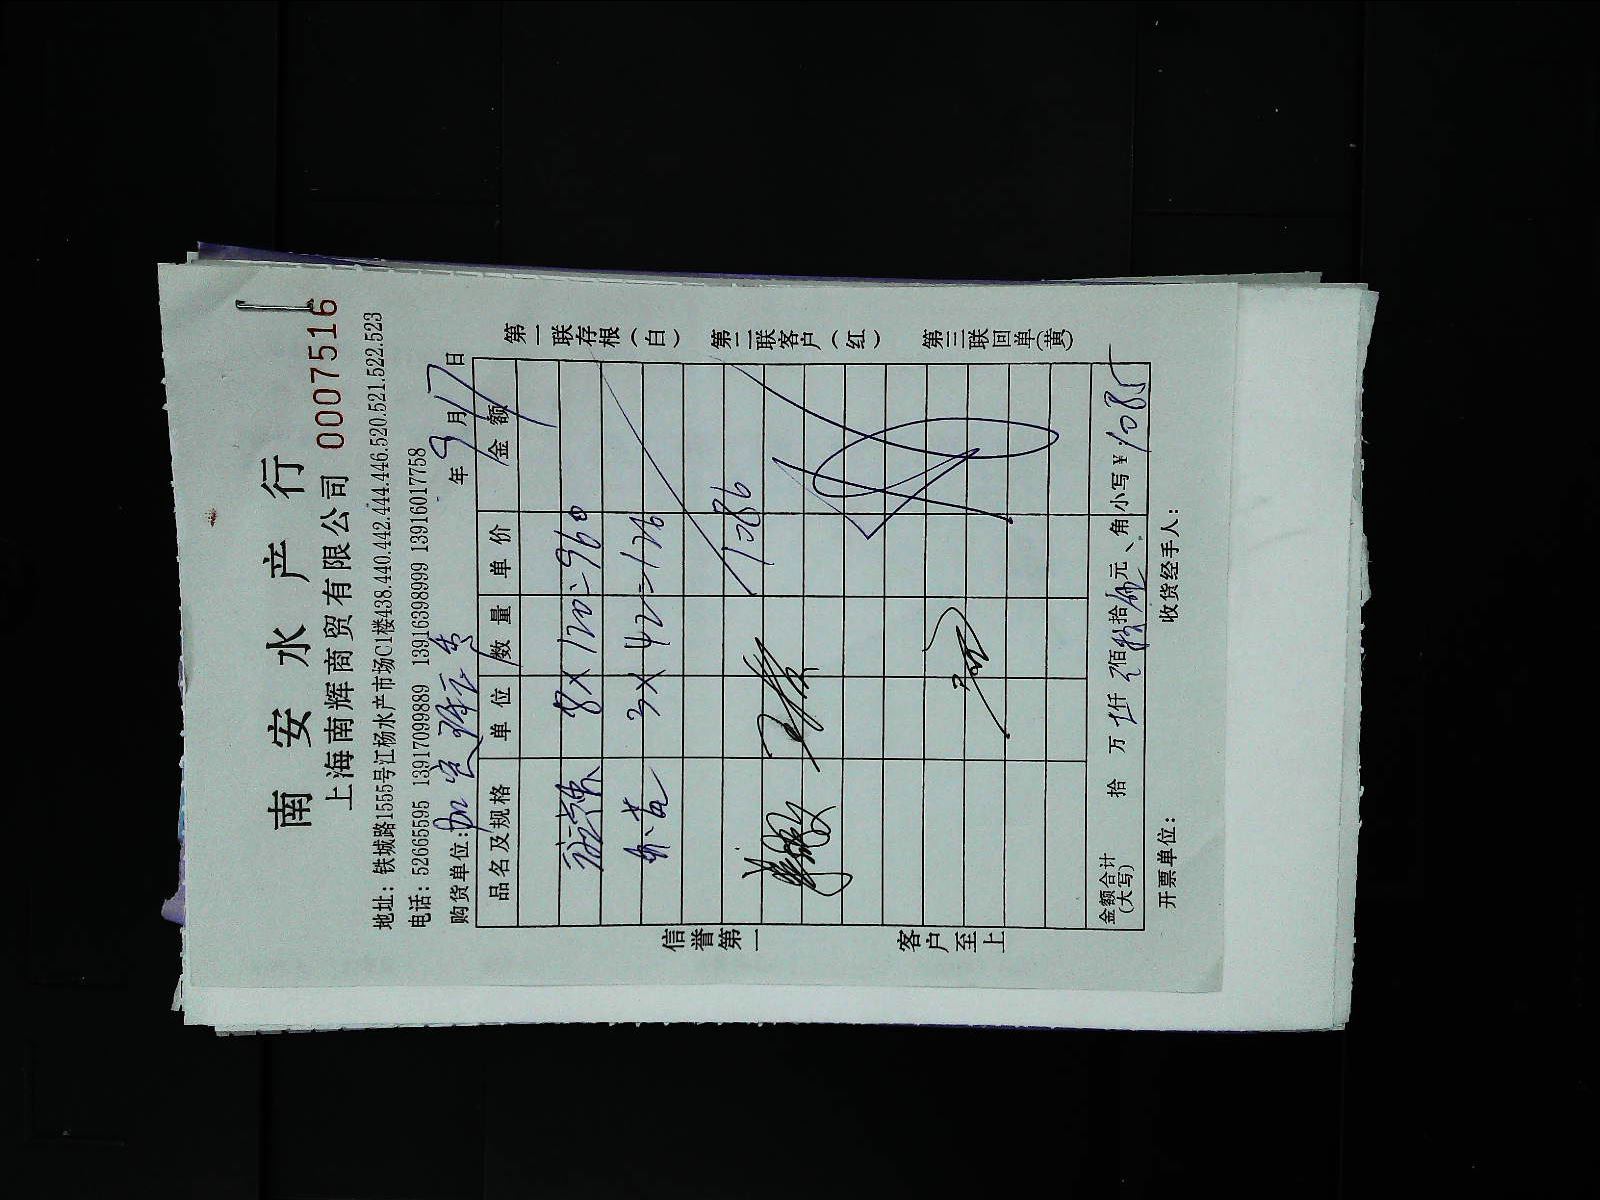 南安水产行
上海南辉商贸有限公司 0007516
地址：铁城路1555号江杨水产市场C1楼438.440.442.444.446.520.521.522.523
电话：52665595 13917099889 13916398999 13916017758
购货单位： 年9月17日
品名及规格 单位 数量 单价 金额
8×120=960
3×42=126
1086
金额合计（大写） 拾 万 仟 佰 拾 元 角 小写¥1085
开票单位： 收货经手人：
信誉第一 客户至上
第一联存根（白） 第二联客户（红） 第三联回单（黄）